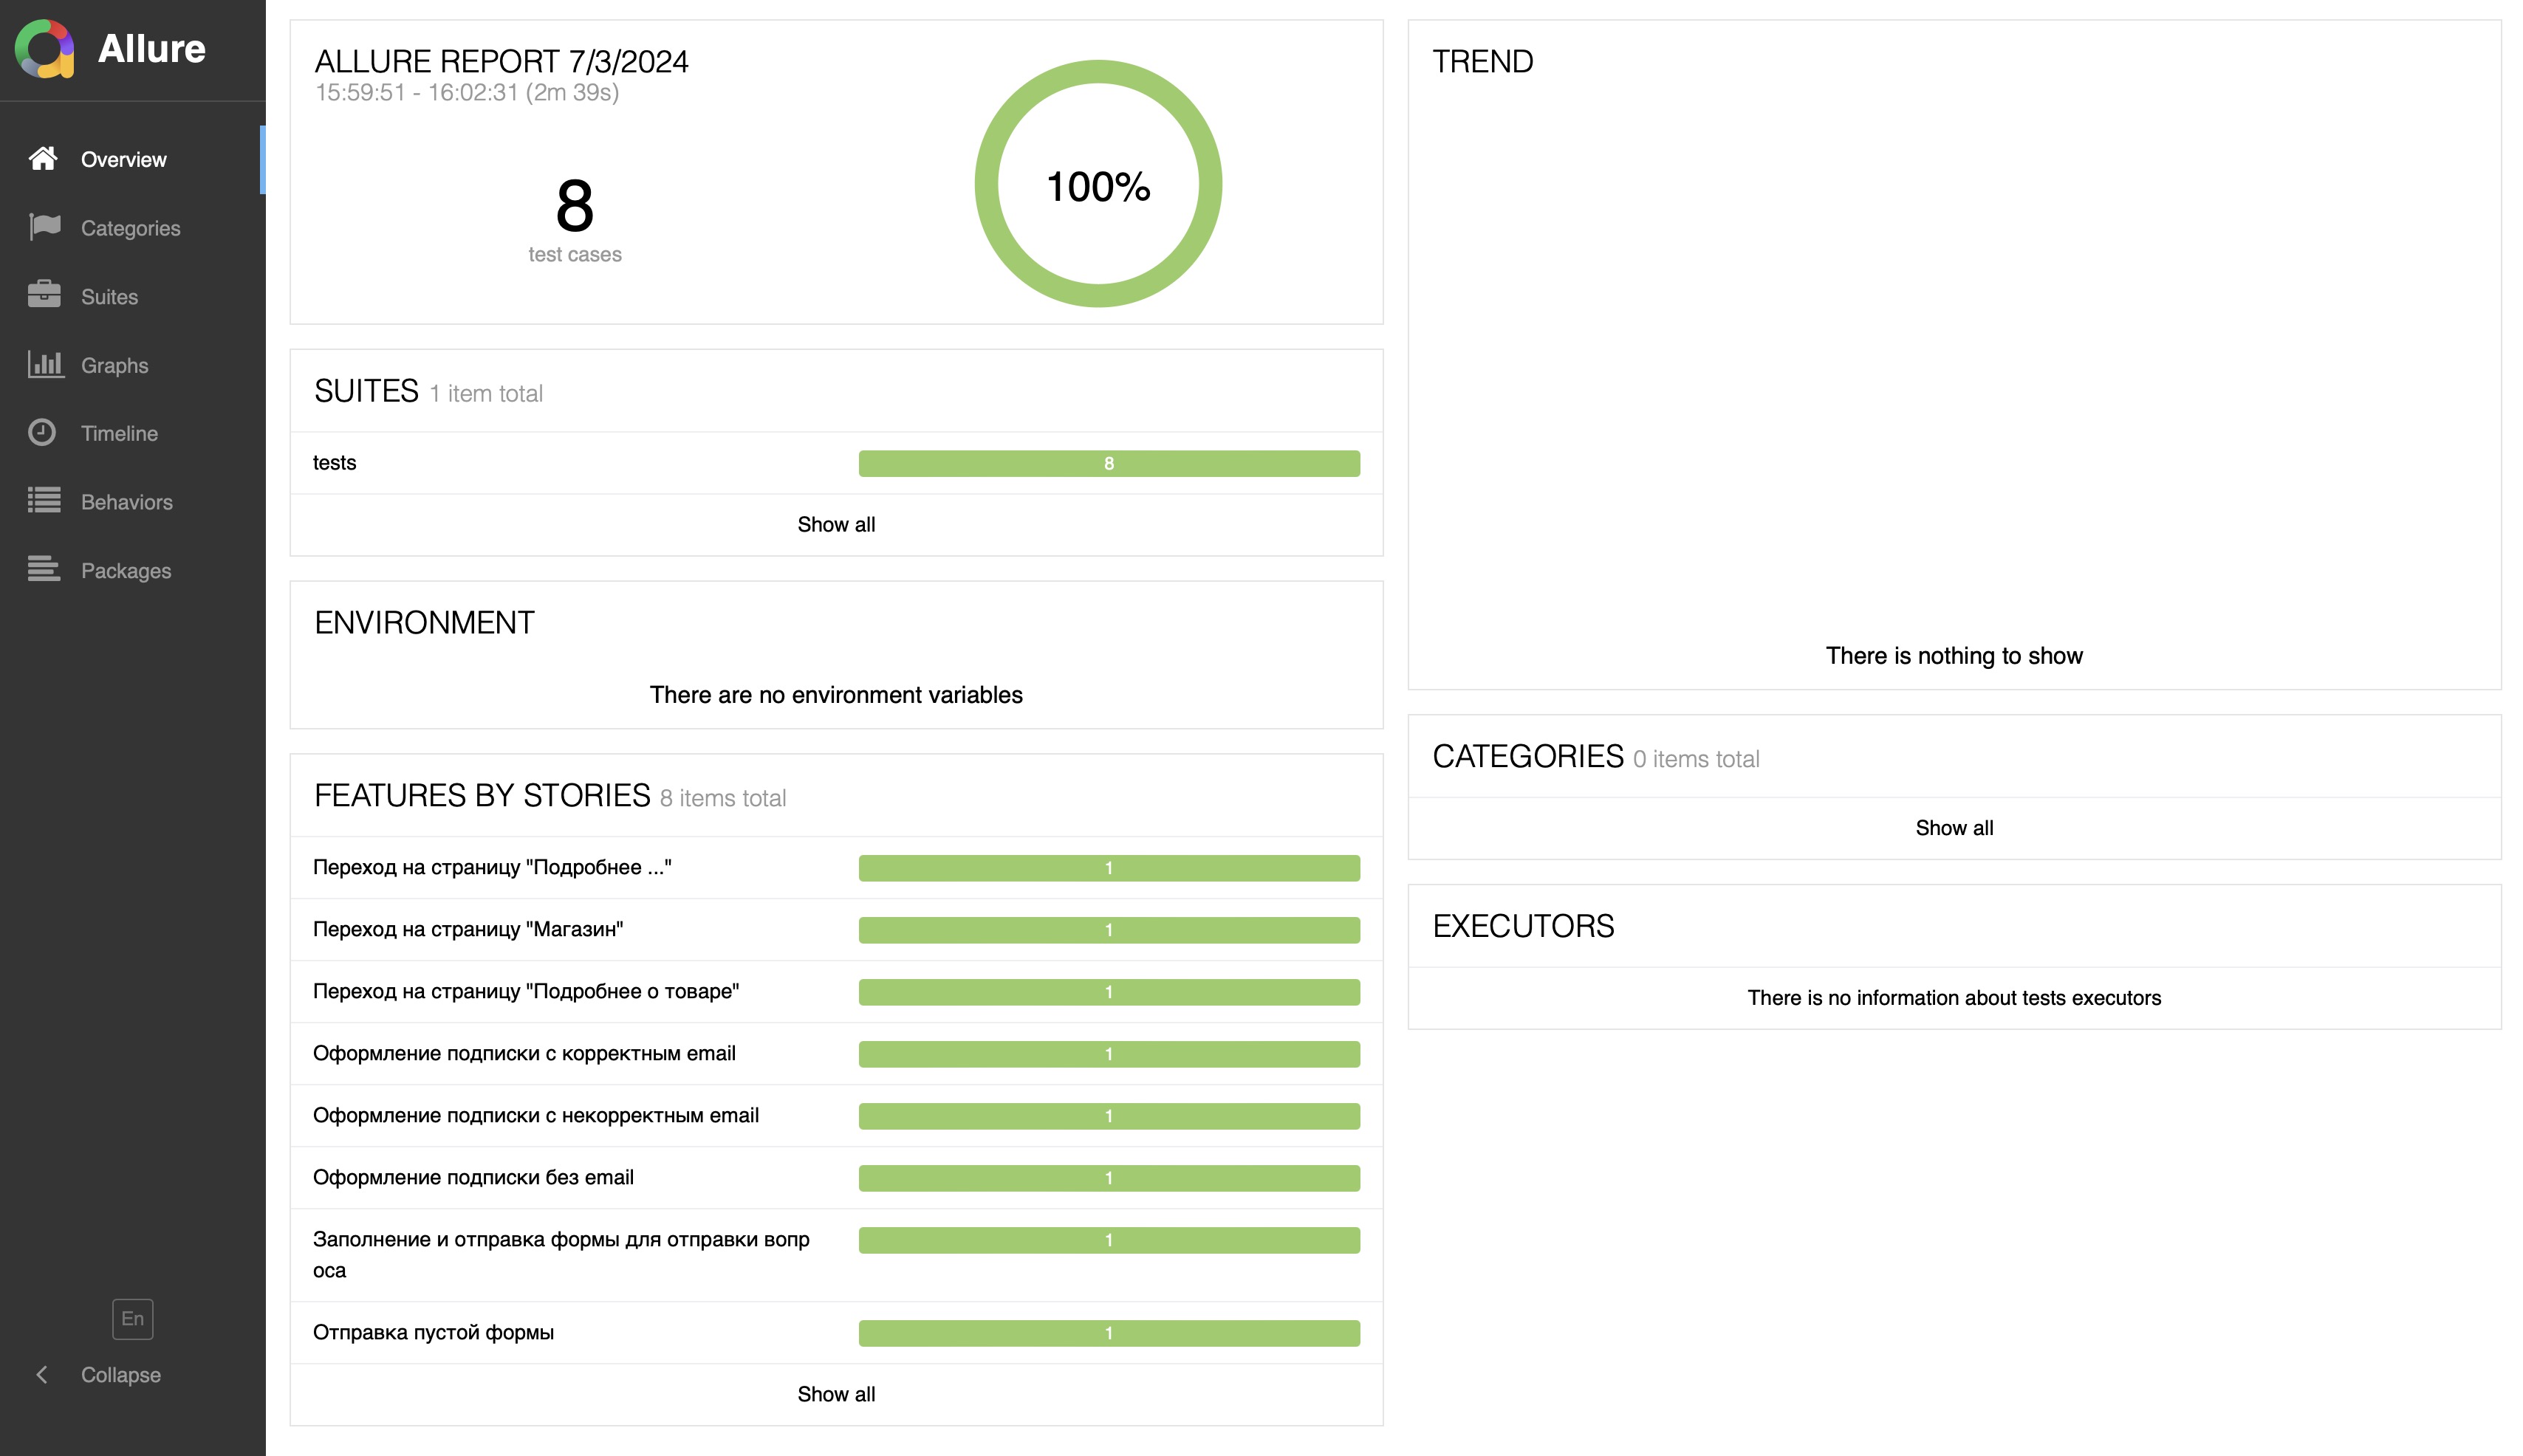 Allure
Overview
Categories
Suites
Graphs
Timeline
Behaviors
Packages
En
Collapse
ALLURE REPORT 7/3/2024
15:59:51 - 16:02:31 (2m 39s)
8
test cases
100%
SUITES 1 item total
tests 8
Show all
ENVIRONMENT
There are no environment variables
FEATURES BY STORIES 8 items total
Переход на страницу "Подробнее ..." 1
Переход на страницу "Магазин" 1
Переход на страницу "Подробнее о товаре" 1
Оформление подписки с корректным email 1
Оформление подписки с некорректным email 1
Оформление подписки без email 1
Заполнение и отправка формы для отправки вопр 1
оса
Отправка пустой формы 1
Show all
TREND
There is nothing to show
CATEGORIES 0 items total
Show all
EXECUTORS
There is no information about tests executors